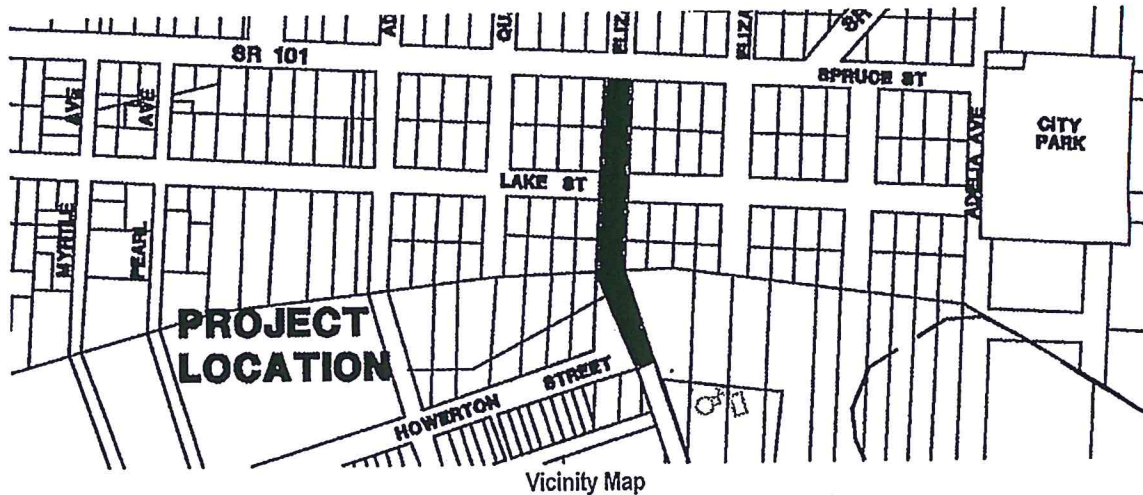 SR 101
SPRUCE ST
AVE
AVE
CITY
PARK
ADELIA AVE
LAKE ST
MYRTLE
PEARL
PROJECT
LOCATION
HOWERTON STREET
Vicinity Map